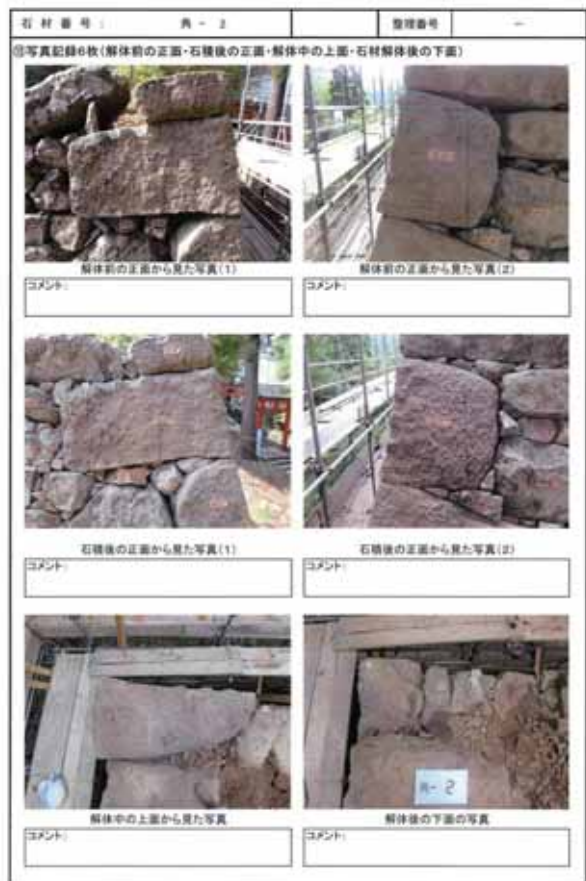 石材番号： 角－2 整理番号 －
⑪写真記録6枚（解体前の正面・石積後の正面・解体中の上面・石材解体後の下面）
解体前の正面から見た写真(1) 解体前の正面から見た写真(2)
コメント： コメント：
石積後の正面から見た写真(1) 石積後の正面から見た写真(2)
コメント： コメント：
角－2
解体中の上面から見た写真 解体後の下面の写真
コメント： コメント：